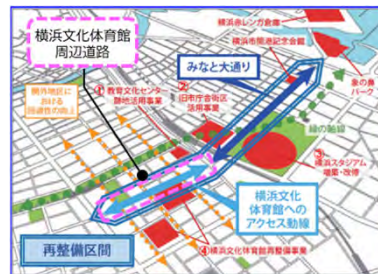 横浜文化体育館
周辺道路
横浜赤レンガ倉庫
横浜市開港記念会館
みなと大通り
象の鼻
パーク
関外地区に
おける
回遊性の向上
①教育文化センター
跡地活用事業
②
旧市庁舎街区
活用事業
緑の軸線
③
横浜スタジアム
増築・改修
横浜文化
体育館への
アクセス動線
再整備区間
④横浜文化体育館再整備事業